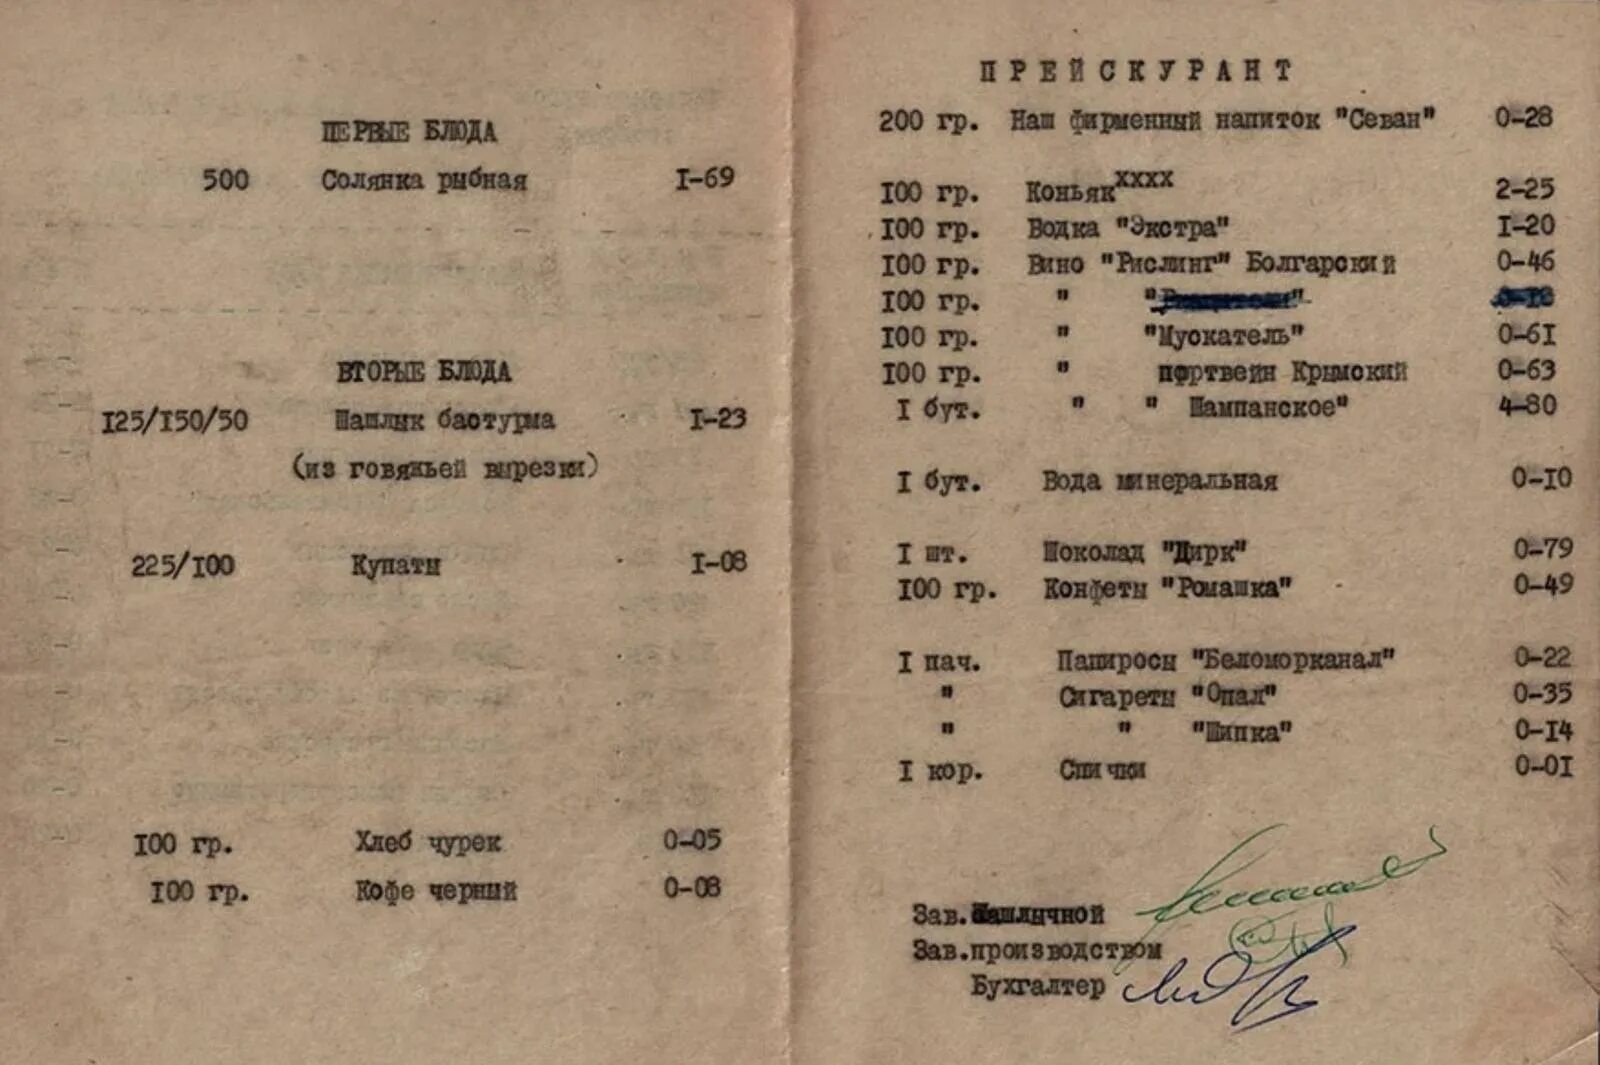 ПЕРВЫЕ БЛЮДА
500 Солянка рыбная I-69
ВТОРЫЕ БЛЮДА
I25/I50/50 Шашлык бастурма I-23
(из говяжьей вырезки)
225/I00 Купаты I-08
I00 гр. Хлеб чурек 0-05
I00 гр. Кофе черный 0-08
ПРЕЙСКУРАНТ
200 гр. Наш фирменный напиток "Севан" 0-28
I00 гр. Коньяк хххх 2-25
I00 гр. Водка "Экстра" I-20
I00 гр. Вино "Рислинг" Болгарский 0-46
I00 гр. "
I00 гр. " "Мускатель" 0-6I
I00 гр. " портвейн Крымский 0-63
I бут. " " Шампанское" 4-80
I бут. Вода минеральная 0-I0
I шт. Шоколад "Цирк" 0-79
I00 гр. Конфеты "Ромашка" 0-49
I пач. Папиросы "Беломорканал" 0-22
" Сигареты "Опал" 0-35
" " "Шипка" 0-I4
I кор. Спички 0-0I
Зав.Шашлычной
Зав.производством
Бухгалтер